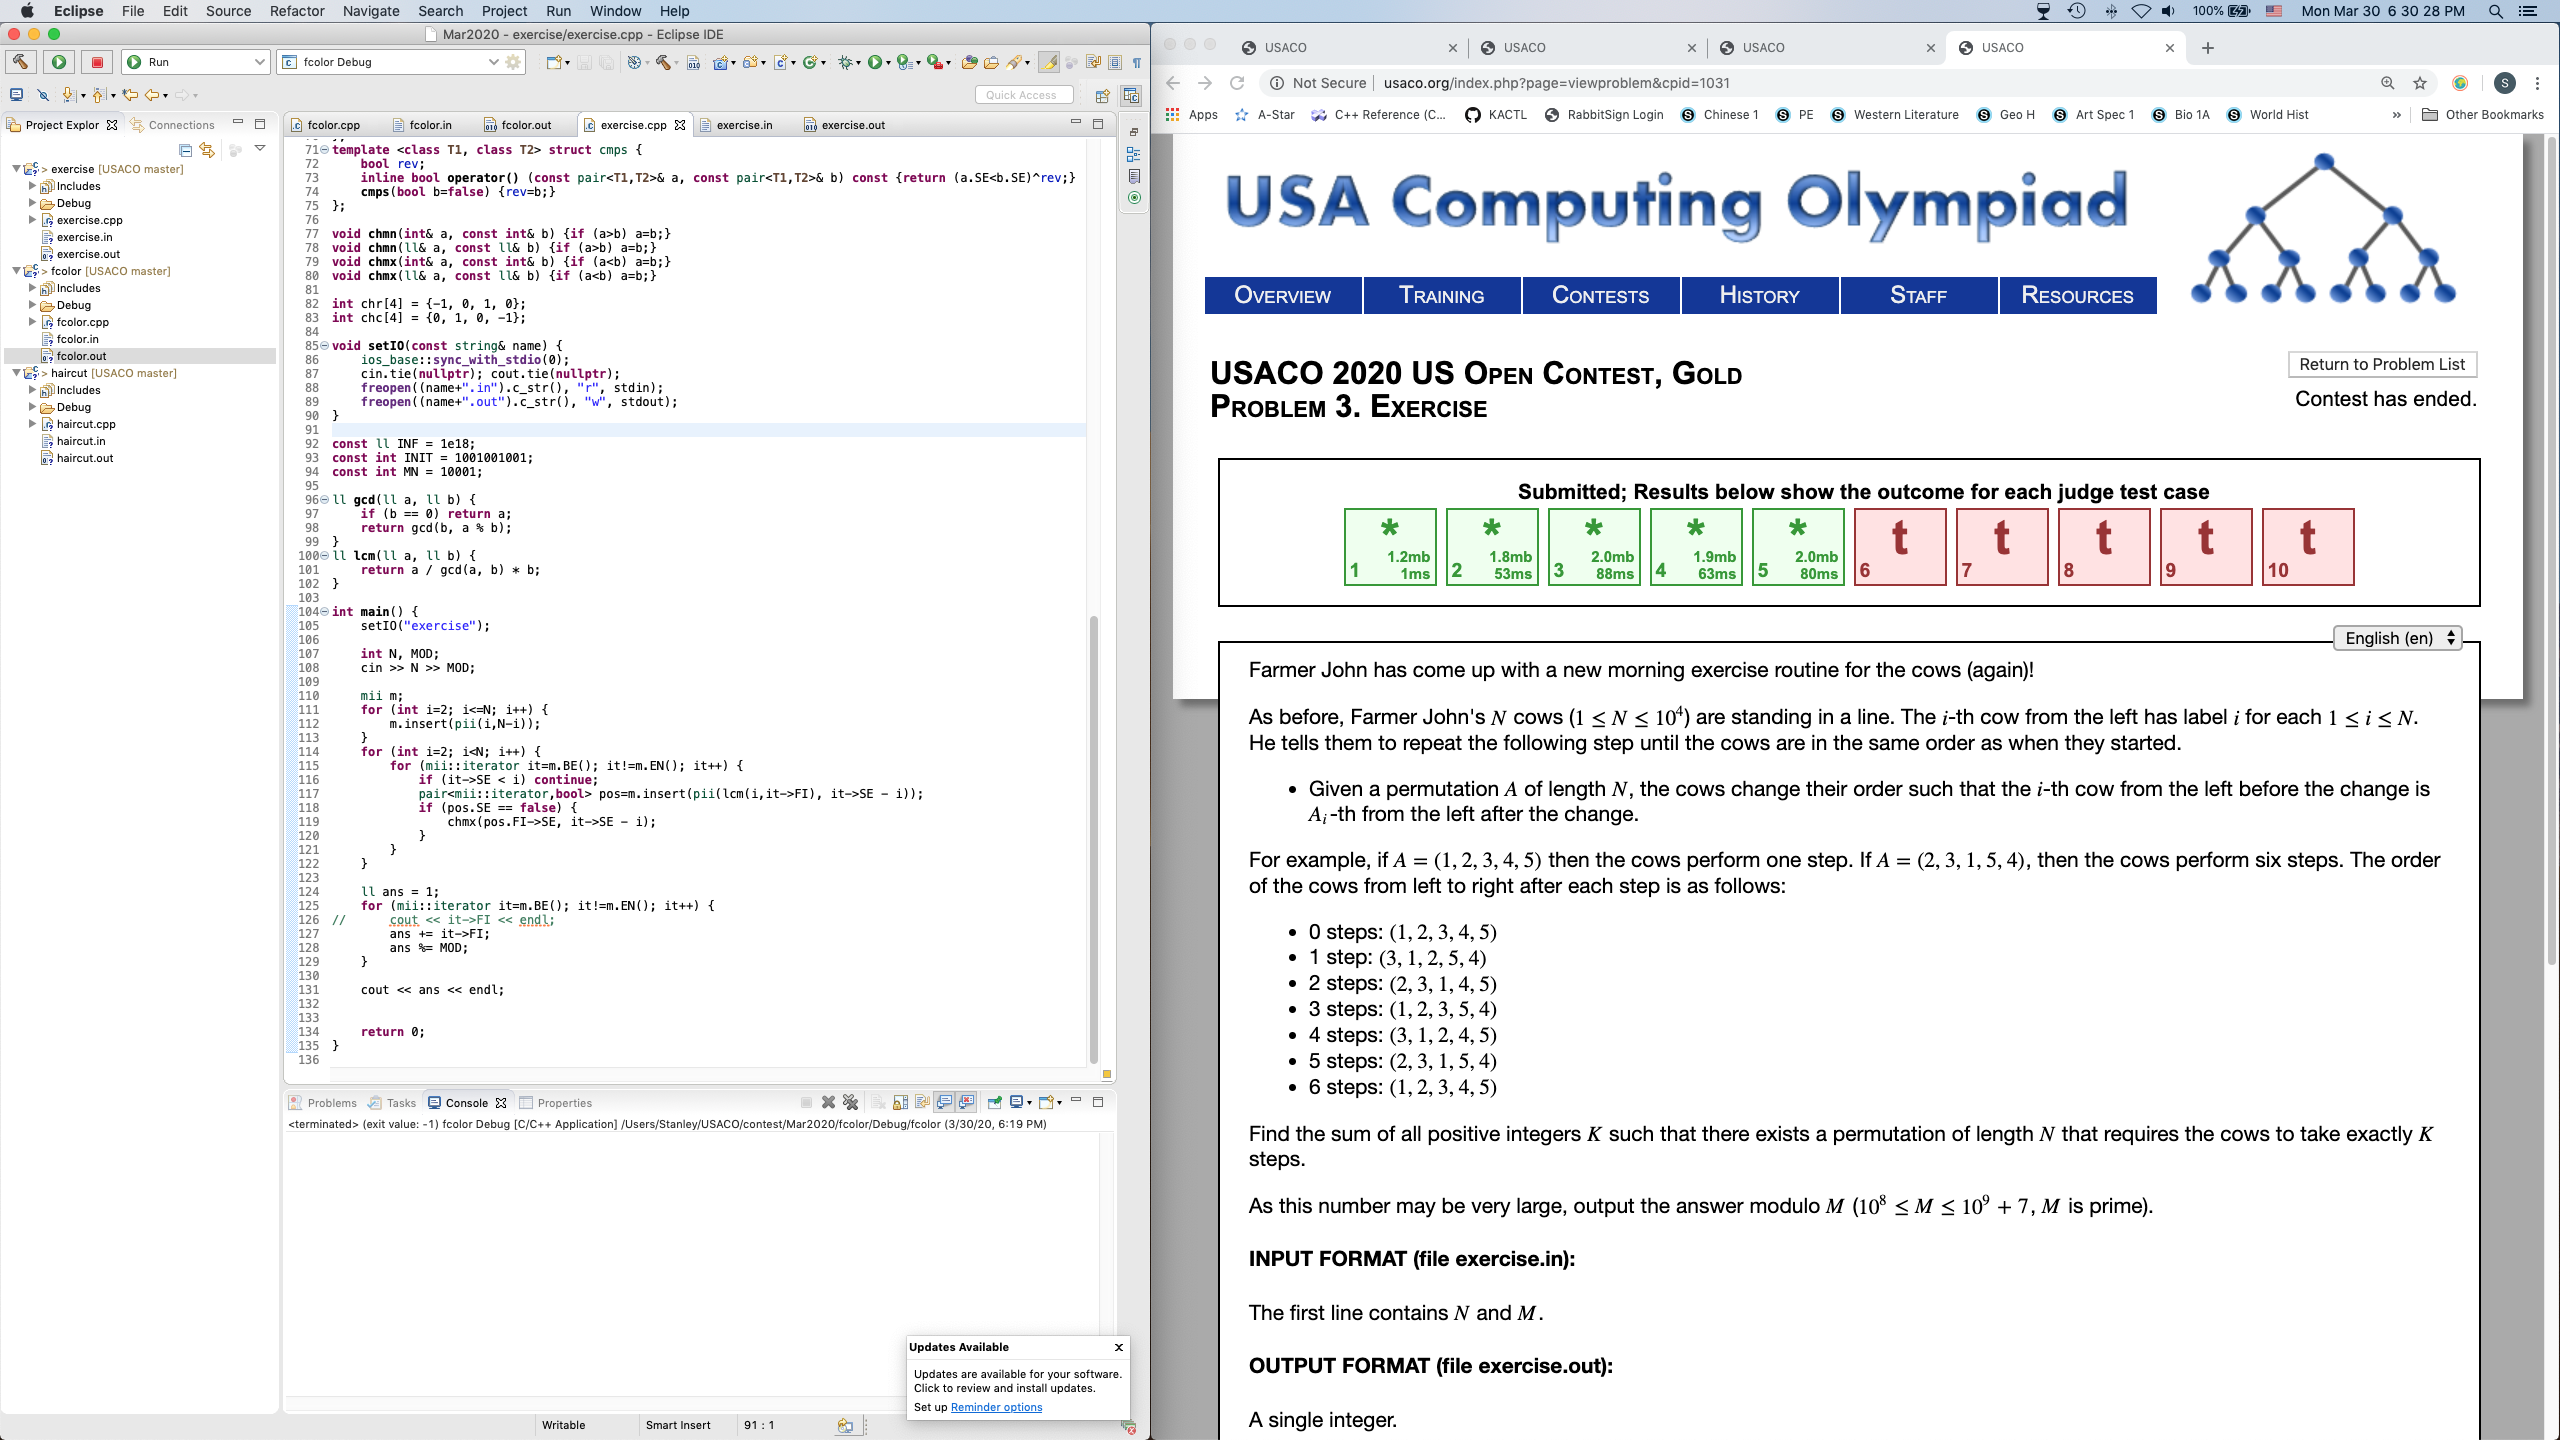 Eclipse File Edit Source Refactor Navigate Search Project Run Window Help
100% Mon Mar 30 6 30 28 PM
Mar2020 - exercise/exercise.cpp - Eclipse IDE
Run
fcolor Debug
Quick Access
Project Explor
Connections
> exercise [USACO master]
Includes
Debug
exercise.cpp
exercise.in
exercise.out
> fcolor [USACO master]
Includes
Debug
fcolor.cpp
fcolor.in
fcolor.out
> haircut [USACO master]
Includes
Debug
haircut.cpp
haircut.in
haircut.out
fcolor.cpp fcolor.in fcolor.out exercise.cpp exercise.in exercise.out
71 template <class T1, class T2> struct cmps {
72 bool rev;
73 inline bool operator() (const pair<T1,T2>& a, const pair<T1,T2>& b) const {return (a.SE<b.SE)^rev;}
74 cmps(bool b=false) {rev=b;}
75 };
76
77 void chmn(int& a, const int& b) {if (a>b) a=b;}
78 void chmn(ll& a, const ll& b) {if (a>b) a=b;}
79 void chmx(int& a, const int& b) {if (a<b) a=b;}
80 void chmx(ll& a, const ll& b) {if (a<b) a=b;}
81
82 int chr[4] = {-1, 0, 1, 0};
83 int chc[4] = {0, 1, 0, -1};
84
85 void setIO(const string& name) {
86 ios_base::sync_with_stdio(0);
87 cin.tie(nullptr); cout.tie(nullptr);
88 freopen((name+".in").c_str(), "r", stdin);
89 freopen((name+".out").c_str(), "w", stdout);
90 }
91
92 const ll INF = 1e18;
93 const int INIT = 1001001001;
94 const int MN = 10001;
95
96 ll gcd(ll a, ll b) {
97 if (b == 0) return a;
98 return gcd(b, a % b);
99 }
100 ll lcm(ll a, ll b) {
101 return a / gcd(a, b) * b;
102 }
103
104 int main() {
105 setIO("exercise");
106
107 int N, MOD;
108 cin >> N >> MOD;
109
110 mii m;
111 for (int i=2; i<=N; i++) {
112 m.insert(pii(i,N-i));
113 }
114 for (int i=2; i<N; i++) {
115 for (mii::iterator it=m.BE(); it!=m.EN(); it++) {
116 if (it->SE < i) continue;
117 pair<mii::iterator,bool> pos=m.insert(pii(lcm(i,it->FI), it->SE - i));
118 if (pos.SE == false) {
119 chmx(pos.FI->SE, it->SE - i);
120 }
121 }
122 }
123
124 ll ans = 1;
125 for (mii::iterator it=m.BE(); it!=m.EN(); it++) {
126 // cout << it->FI << endl;
127 ans += it->FI;
128 ans %= MOD;
129 }
130
131 cout << ans << endl;
132
133
134 return 0;
135 }
136
Problems Tasks Console Properties
<terminated> (exit value: -1) fcolor Debug [C/C++ Application] /Users/Stanley/USACO/contest/Mar2020/fcolor/Debug/fcolor (3/30/20, 6:19 PM)
Updates Available x
Updates are available for your software.
Click to review and install updates.
Set up Reminder options
Writable Smart Insert 91 : 1
USACO USACO USACO USACO
Not Secure | usaco.org/index.php?page=viewproblem&cpid=1031
S
Apps A-Star C++ Reference (C... KACTL RabbitSign Login Chinese 1 PE Western Literature Geo H Art Spec 1 Bio 1A World Hist » Other Bookmarks
USA Computing Olympiad
OVERVIEW TRAINING CONTESTS HISTORY STAFF RESOURCES
USACO 2020 US OPEN CONTEST, GOLD
PROBLEM 3. EXERCISE
Return to Problem List
Contest has ended.
Submitted; Results below show the outcome for each judge test case
* * * * * t t t t t
1.2mb 1.8mb 2.0mb 1.9mb 2.0mb
1 1ms 2 53ms 3 88ms 4 63ms 5 80ms 6 7 8 9 10
English (en)
Farmer John has come up with a new morning exercise routine for the cows (again)!
As before, Farmer John's N cows (1 ≤ N ≤ 10⁴) are standing in a line. The i-th cow from the left has label i for each 1 ≤ i ≤ N.
He tells them to repeat the following step until the cows are in the same order as when they started.
• Given a permutation A of length N, the cows change their order such that the i-th cow from the left before the change is
Aᵢ-th from the left after the change.
For example, if A = (1, 2, 3, 4, 5) then the cows perform one step. If A = (2, 3, 1, 5, 4), then the cows perform six steps. The order
of the cows from left to right after each step is as follows:
• 0 steps: (1, 2, 3, 4, 5)
• 1 step: (3, 1, 2, 5, 4)
• 2 steps: (2, 3, 1, 4, 5)
• 3 steps: (1, 2, 3, 5, 4)
• 4 steps: (3, 1, 2, 4, 5)
• 5 steps: (2, 3, 1, 5, 4)
• 6 steps: (1, 2, 3, 4, 5)
Find the sum of all positive integers K such that there exists a permutation of length N that requires the cows to take exactly K
steps.
As this number may be very large, output the answer modulo M (10⁸ ≤ M ≤ 10⁹ + 7, M is prime).
INPUT FORMAT (file exercise.in):
The first line contains N and M.
OUTPUT FORMAT (file exercise.out):
A single integer.